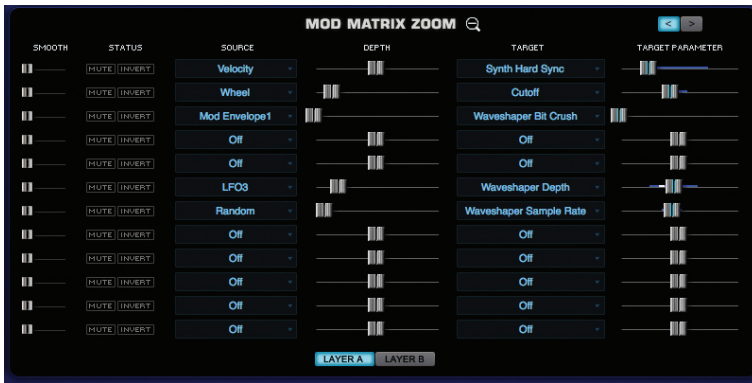 MOD MATRIX ZOOM < >
SMOOTH STATUS SOURCE DEPTH TARGET TARGET PARAMETER
MUTE INVERT Velocity Synth Hard Sync
MUTE INVERT Wheel Cutoff
MUTE INVERT Mod Envelope1 Waveshaper Bit Crush
MUTE INVERT Off Off
MUTE INVERT Off Off
MUTE INVERT LFO3 Waveshaper Depth
MUTE INVERT Random Waveshaper Sample Rate
MUTE INVERT Off Off
MUTE INVERT Off Off
MUTE INVERT Off Off
MUTE INVERT Off Off
MUTE INVERT Off Off
LAYER A LAYER B